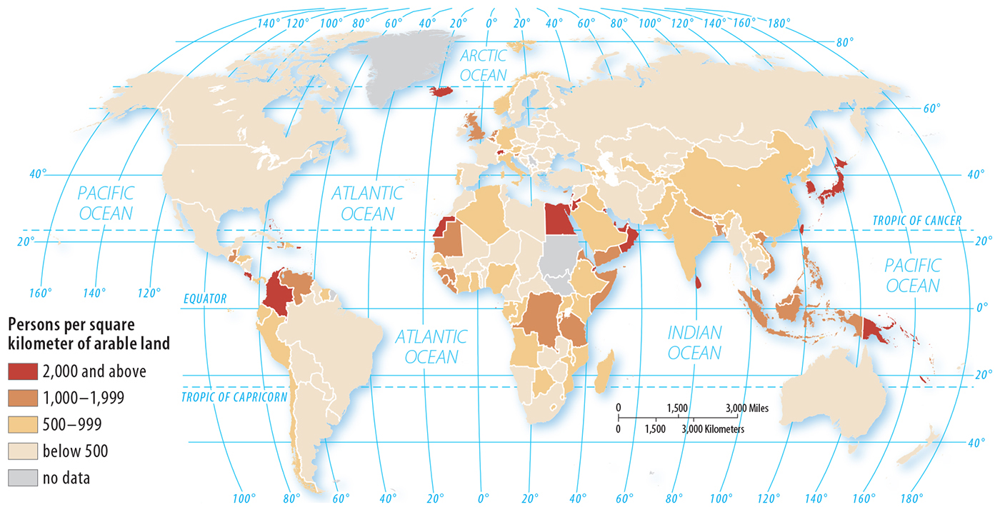 140° 120° 100° 80° 60° 40° 20° 0° 20° 40° 60° 80° 100° 120° 140° 160° 180°
80°
ARCTIC
OCEAN
60°
40°
40°
PACIFIC
OCEAN
ATLANTIC
OCEAN
TROPIC OF CANCER
20°
20°
PACIFIC
OCEAN
160° 140° 120°
EQUATOR
0°
ATLANTIC
OCEAN
INDIAN
OCEAN
20°
TROPIC OF CAPRICORN
0 1,500 3,000 Miles
0 1,500 3,000 Kilometers
40°
Persons per square
kilometer of arable land
2,000 and above
1,000–1,999
500–999
below 500
no data
100° 80° 60° 40° 20° 0° 20° 40° 60° 80° 100° 120° 140° 160° 180°